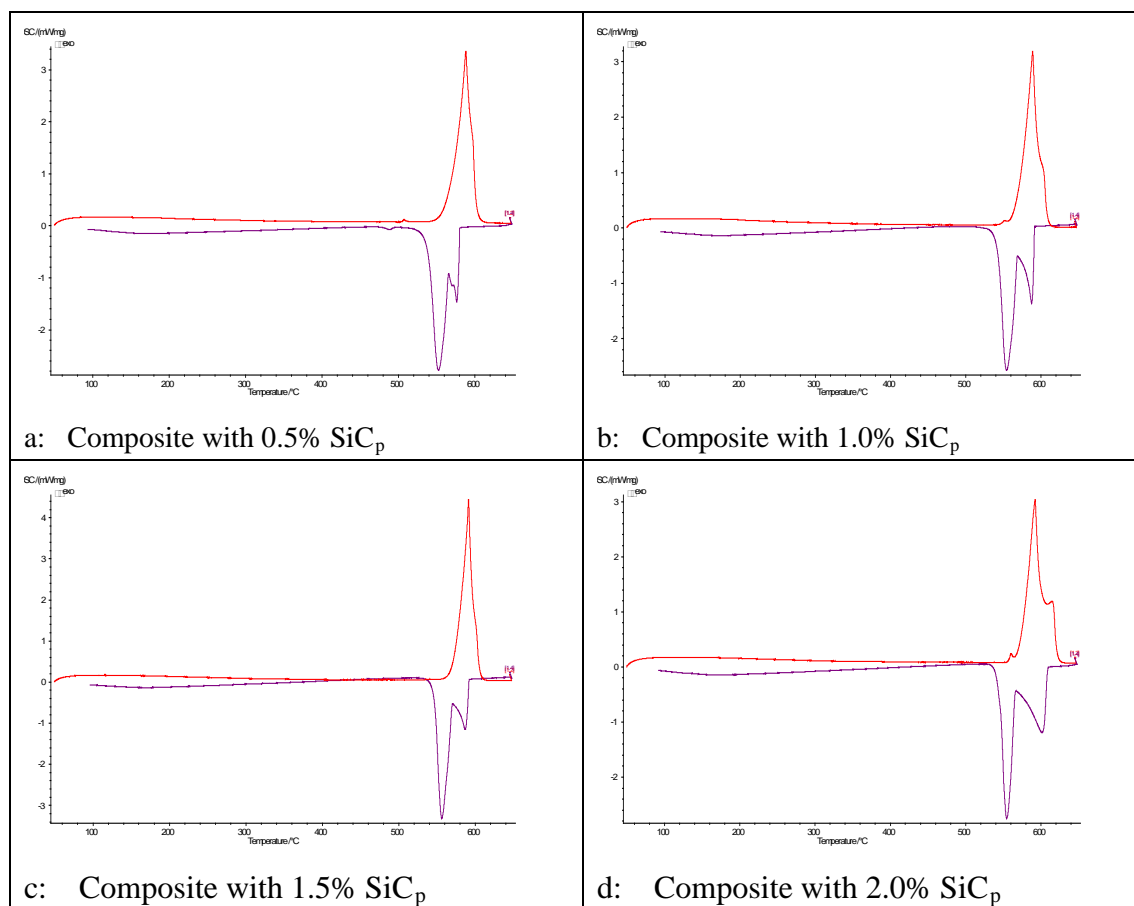 SC /(mW/mg)
exo
3
2
1
0
-1
-2
100 200 300 400 500 600
Temperature /°C
a: Composite with 0.5% SiCp
SC /(mW/mg)
exo
3
2
1
0
-1
-2
100 200 300 400 500 600
Temperature /°C
b: Composite with 1.0% SiCp
SC /(mW/mg)
exo
4
3
2
1
0
-1
-2
-3
100 200 300 400 500 600
Temperature /°C
c: Composite with 1.5% SiCp
SC /(mW/mg)
exo
3
2
1
0
-1
-2
100 200 300 400 500 600
Temperature /°C
d: Composite with 2.0% SiCp